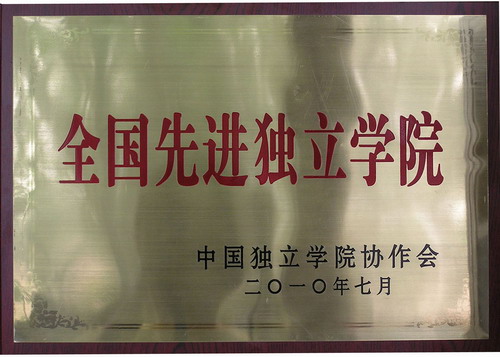 全国先进独立学院
中国独立学院协作会
二〇一〇年七月